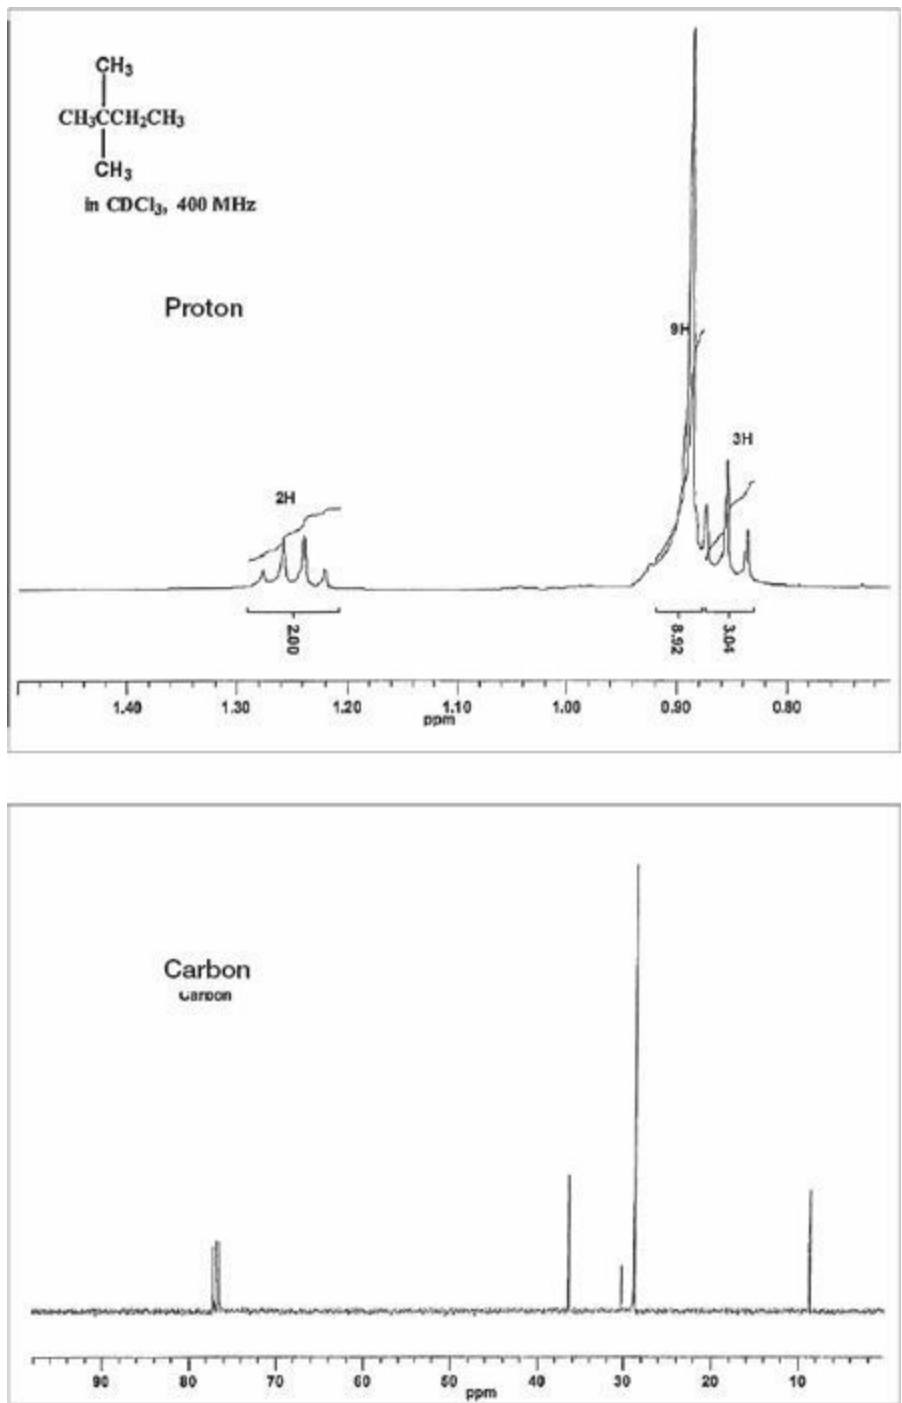 CH₃
CH₃CCH₂CH₃
CH₃
in CDCl₃, 400 MHz
Proton
9H
3H
2H
2.00
8.92
3.04
1.40 1.30 1.20 1.10 1.00 0.90 0.80
ppm
Carbon
Carbon
90 80 70 60 50 40 30 20 10
ppm